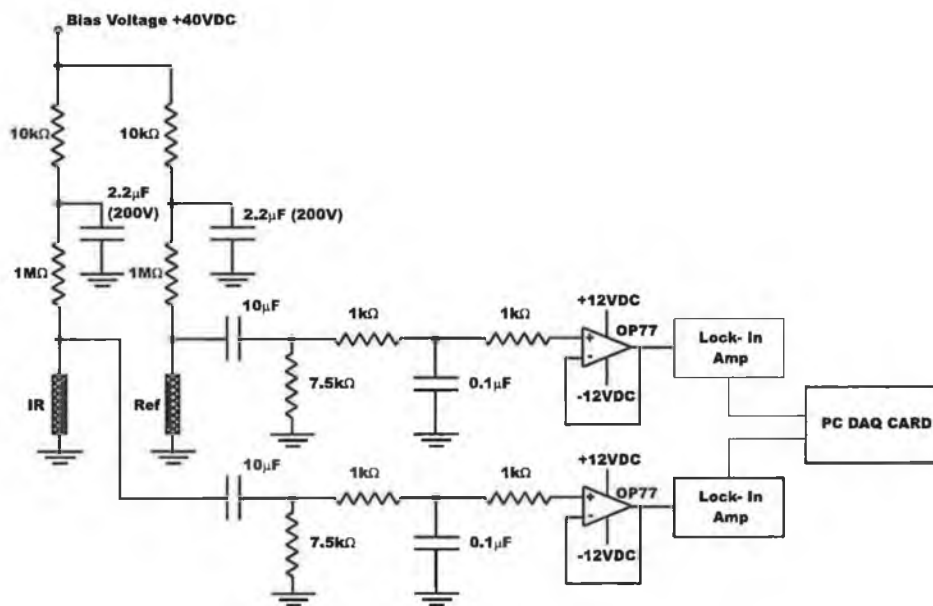 Bias Voltage +40VDC
10kΩ
10kΩ
2.2µF
(200V)
2.2µF (200V)
1MΩ
1MΩ
10µF
1kΩ
1kΩ
+12VDC
OP77
Lock- In
Amp
7.5kΩ
0.1µF
-12VDC
IR
Ref
PC DAQ CARD
10µF
1kΩ
1kΩ
+12VDC
OP77
Lock- In
Amp
7.5kΩ
0.1µF
-12VDC